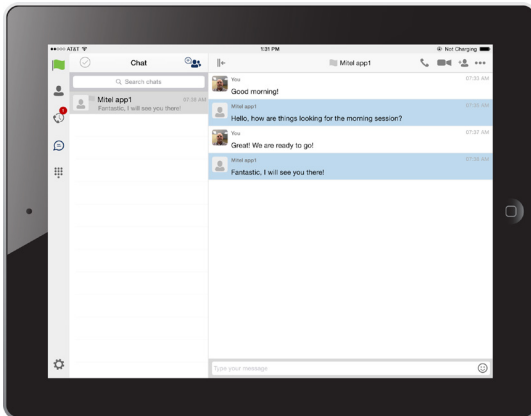 AT&T
1:31 PM
Not Charging
Chat
Mitel app1
Search chats
Mitel app1
07:38 AM
Fantastic, I will see you there!
1
You
07:35 AM
Good morning!
Mitel app1
Hello, how are things looking for the morning session?
You
07:37 AM
Great! We are ready to go!
Mitel app1
07:38 AM
Fantastic, I will see you there!
Type your message